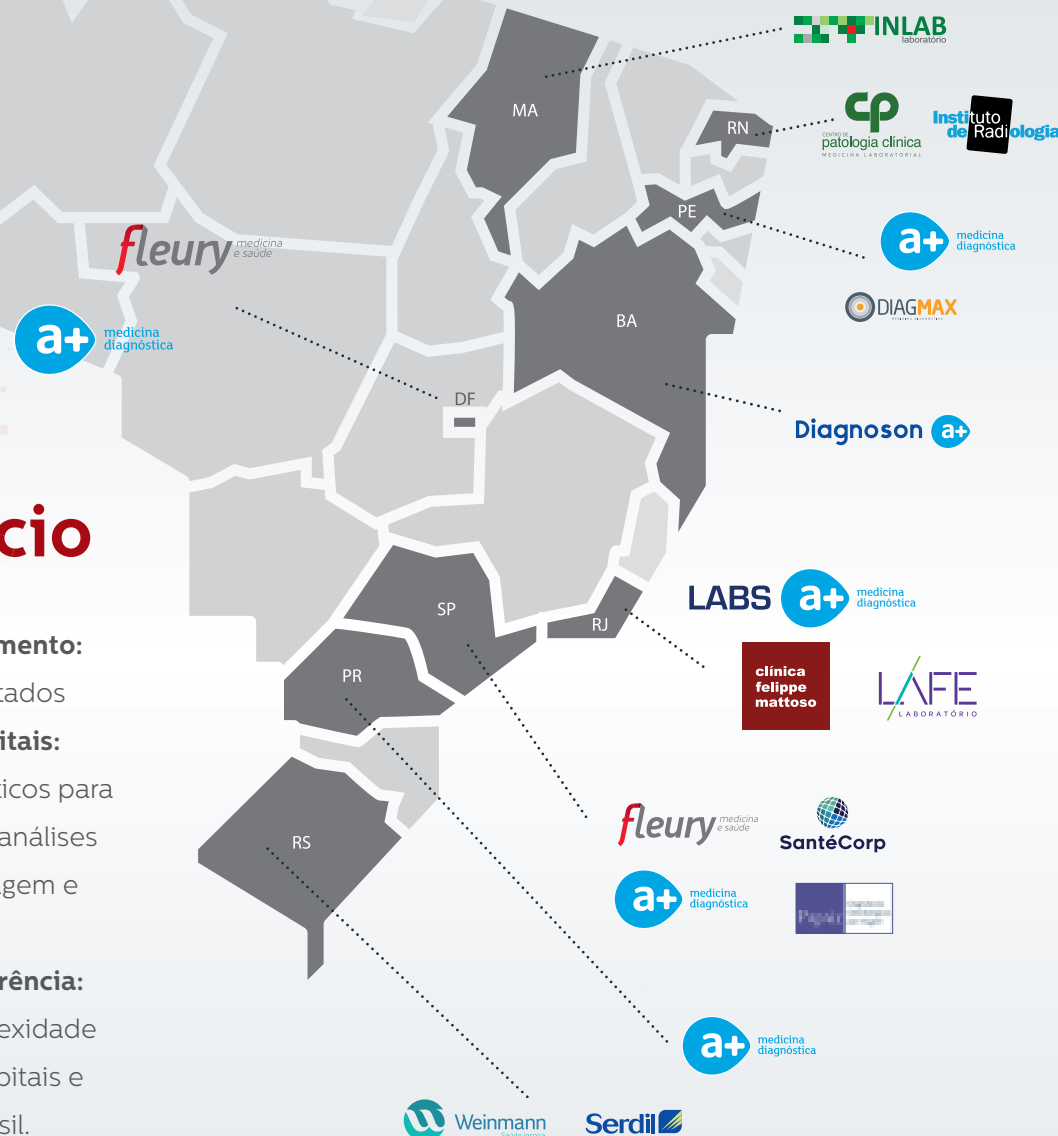 MA
INLAB
laboratório
RN
cp
CENTRO DE
patologia clínica
MEDICINA LABORATORIAL
Instituto
de Radiologia
PE
a+ medicina
diagnóstica
DIAGMAX
fleury medicina
e saúde
a+ medicina
diagnóstica
BA
DF
Diagnoson a+
cio
LABS a+ medicina
diagnóstica
SP
RJ
clínica
felippe
mattoso
LAFE
LABORATÓRIO
PR
mento:
tados
itais:
icos para
análises
gem e
rência:
exidade
pitais e
sil.
RS
fleury medicina
e saúde
SantéCorp
a+ medicina
diagnóstica
a+ medicina
diagnóstica
Weinmann
Serdil